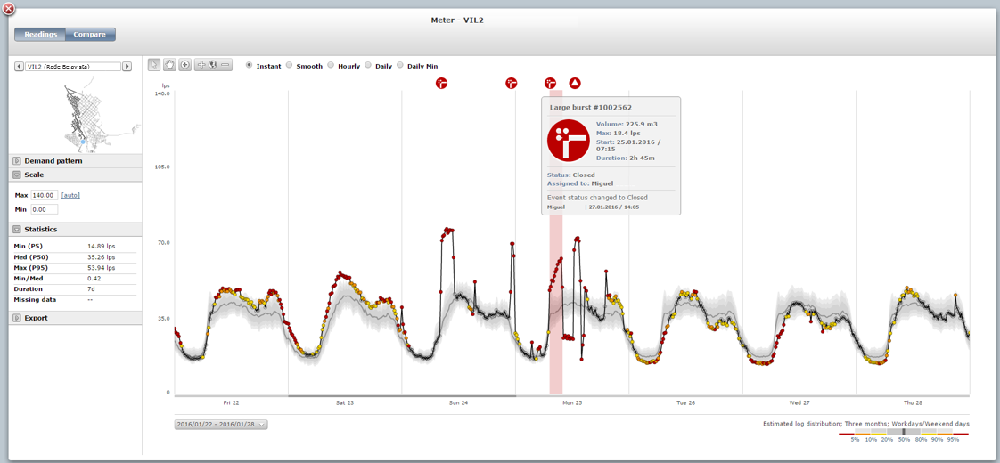 Meter - VIL2
Readings
Compare
VIL2 (Rede Belavista)
Instant
Smooth
Hourly
Daily
Daily Min
lps
140.0
105.0
70.0
35.0
0
Large burst #1002562
Volume: 225.9 m3
Max: 18.4 lps
Start: 25.01.2016 /
07:15
Duration: 2h 45m
Status: Closed
Assigned to: Miguel
Event status changed to Closed
Miguel | 27.01.2016 / 14:05
Demand pattern
Scale
Max 140.00 [auto]
Min 0.00
Statistics
Min (P5) 14.89 lps
Med (P50) 35.26 lps
Max (P95) 53.94 lps
Min/Med 0.42
Duration 7d
Missing data --
Export
Fri 22
Sat 23
Sun 24
Mon 25
Tue 26
Wed 27
Thu 28
2016/01/22 - 2016/01/28
Estimated log distribution; Three months; Workdays/Weekend days
5% 10% 20% 50% 80% 90% 95%